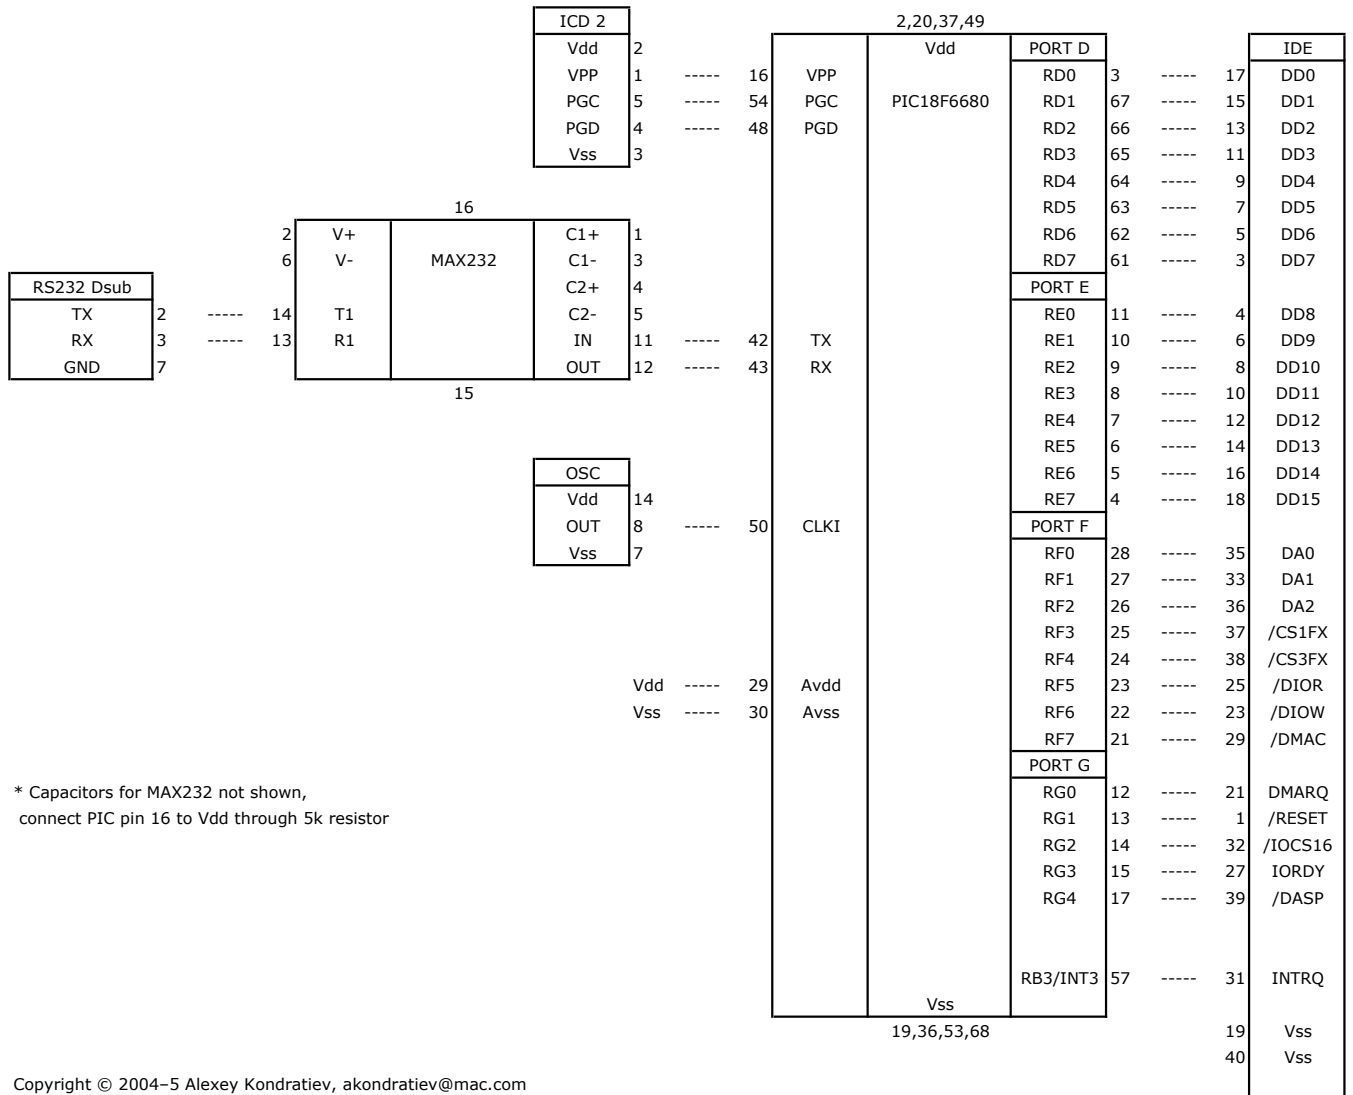 ICD 2 2,20,37,49
Vdd 2 Vdd PORT D IDE
VPP 1 ----- 16 VPP RD0 3 ----- 17 DD0
PGC 5 ----- 54 PGC PIC18F6680 RD1 67 ----- 15 DD1
PGD 4 ----- 48 PGD RD2 66 ----- 13 DD2
Vss 3 RD3 65 ----- 11 DD3
RD4 64 ----- 9 DD4
16 RD5 63 ----- 7 DD5
2 V+ C1+ 1 RD6 62 ----- 5 DD6
6 V- MAX232 C1- 3 RD7 61 ----- 3 DD7
RS232 Dsub C2+ 4 PORT E
TX 2 ----- 14 T1 C2- 5 RE0 11 ----- 4 DD8
RX 3 ----- 13 R1 IN 11 ----- 42 TX RE1 10 ----- 6 DD9
GND 7 OUT 12 ----- 43 RX RE2 9 ----- 8 DD10
15 RE3 8 ----- 10 DD11
RE4 7 ----- 12 DD12
RE5 6 ----- 14 DD13
OSC RE6 5 ----- 16 DD14
Vdd 14 RE7 4 ----- 18 DD15
OUT 8 ----- 50 CLKI PORT F
Vss 7 RF0 28 ----- 35 DA0
RF1 27 ----- 33 DA1
RF2 26 ----- 36 DA2
RF3 25 ----- 37 /CS1FX
RF4 24 ----- 38 /CS3FX
Vdd ----- 29 Avdd RF5 23 ----- 25 /DIOR
Vss ----- 30 Avss RF6 22 ----- 23 /DIOW
RF7 21 ----- 29 /DMAC
PORT G
* Capacitors for MAX232 not shown, RG0 12 ----- 21 DMARQ
connect PIC pin 16 to Vdd through 5k resistor RG1 13 ----- 1 /RESET
RG2 14 ----- 32 /IOCS16
RG3 15 ----- 27 IORDY
RG4 17 ----- 39 /DASP
RB3/INT3 57 ----- 31 INTRQ
Vss
19,36,53,68 19 Vss
40 Vss
Copyright © 2004–5 Alexey Kondratiev, akondratiev@mac.com